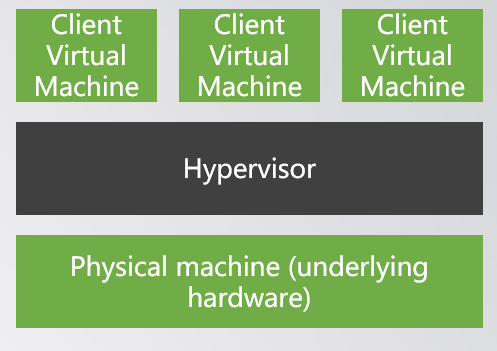 Client
Virtual
Machine
Client
Virtual
Machine
Client
Virtual
Machine
Hypervisor
Physical machine (underlying
hardware)